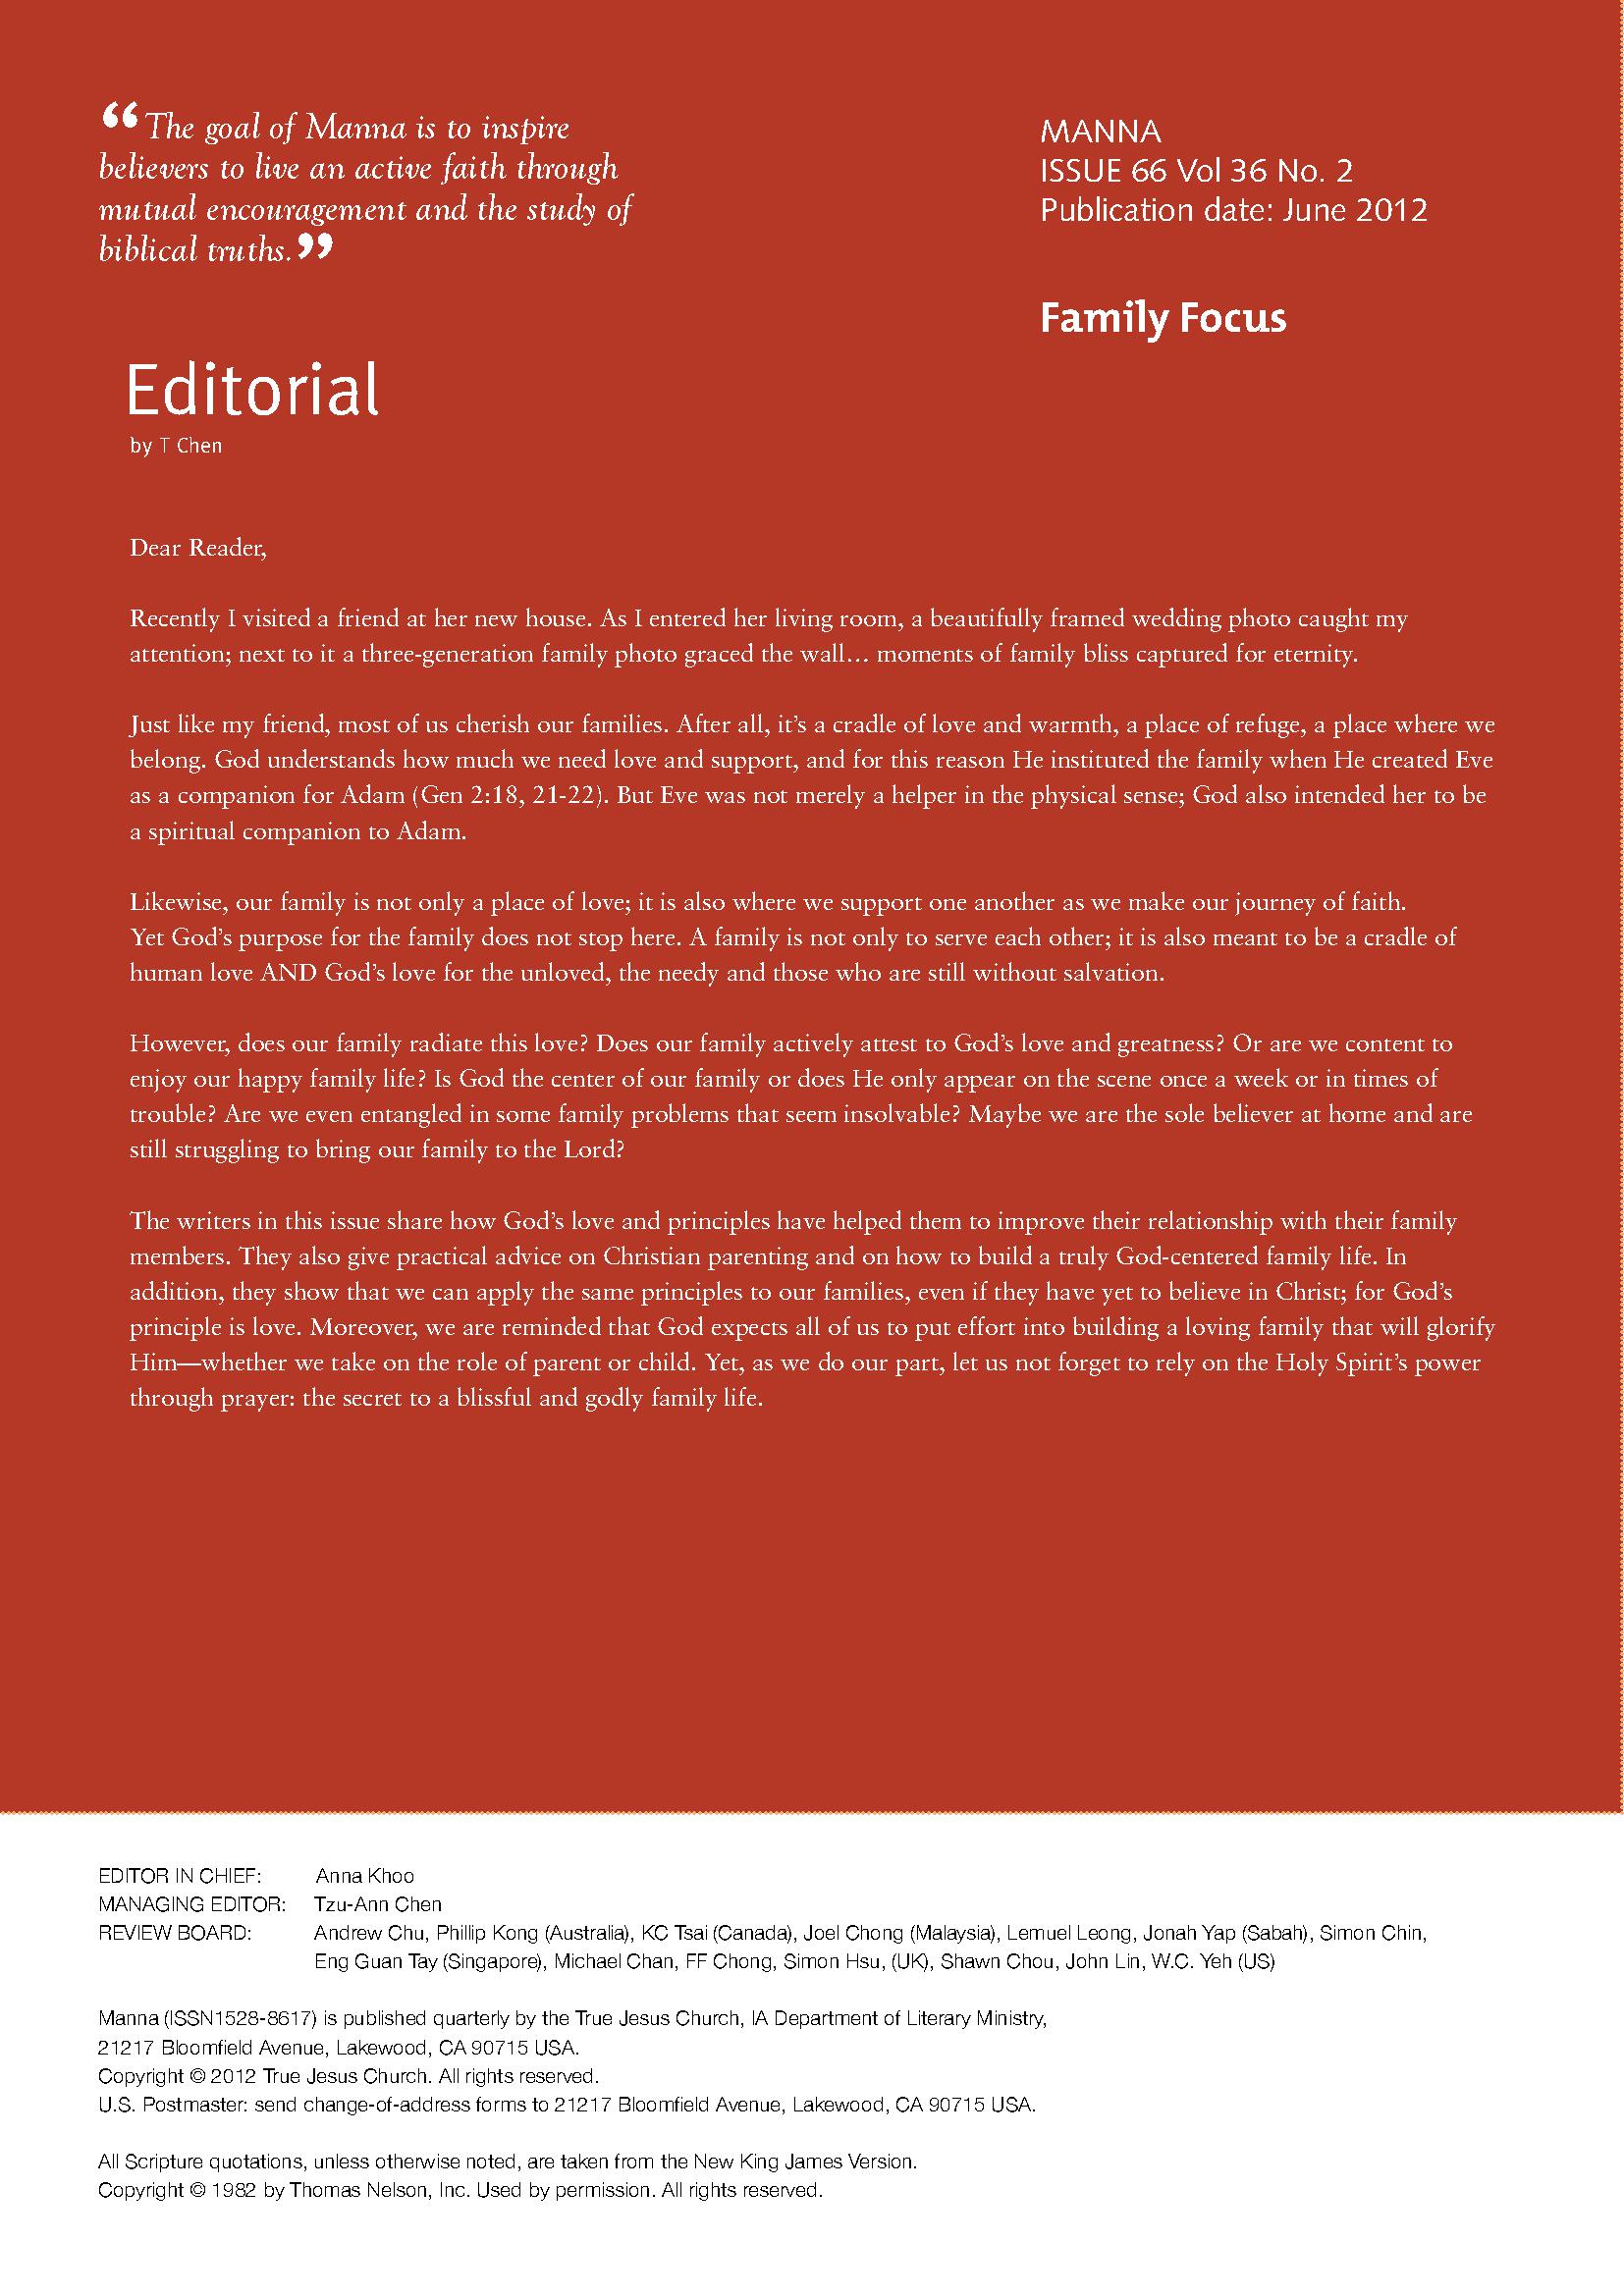 “The goal of Manna is to inspire
believers to live an active faith through
mutual encouragement and the study of
biblical truths.”
MANNA
ISSUE 66 Vol 36 No. 2
Publication date: June 2012
Family Focus
Editorial
by T Chen
Dear Reader,
Recently I visited a friend at her new house. As I entered her living room, a beautifully framed wedding photo caught my
attention; next to it a three-generation family photo graced the wall… moments of family bliss captured for eternity.
Just like my friend, most of us cherish our families. After all, it’s a cradle of love and warmth, a place of refuge, a place where we
belong. God understands how much we need love and support, and for this reason He instituted the family when He created Eve
as a companion for Adam (Gen 2:18, 21-22). But Eve was not merely a helper in the physical sense; God also intended her to be
a spiritual companion to Adam.
Likewise, our family is not only a place of love; it is also where we support one another as we make our journey of faith.
Yet God’s purpose for the family does not stop here. A family is not only to serve each other; it is also meant to be a cradle of
human love AND God’s love for the unloved, the needy and those who are still without salvation.
However, does our family radiate this love? Does our family actively attest to God’s love and greatness? Or are we content to
enjoy our happy family life? Is God the center of our family or does He only appear on the scene once a week or in times of
trouble? Are we even entangled in some family problems that seem insolvable? Maybe we are the sole believer at home and are
still struggling to bring our family to the Lord?
The writers in this issue share how God’s love and principles have helped them to improve their relationship with their family
members. They also give practical advice on Christian parenting and on how to build a truly God-centered family life. In
addition, they show that we can apply the same principles to our families, even if they have yet to believe in Christ; for God’s
principle is love. Moreover, we are reminded that God expects all of us to put effort into building a loving family that will glorify
Him—whether we take on the role of parent or child. Yet, as we do our part, let us not forget to rely on the Holy Spirit’s power
through prayer: the secret to a blissful and godly family life.
EDITOR IN CHIEF: Anna Khoo
MANAGING EDITOR: Tzu-Ann Chen
REVIEW BOARD: Andrew Chu, Phillip Kong (Australia), KC Tsai (Canada), Joel Chong (Malaysia), Lemuel Leong, Jonah Yap (Sabah), Simon Chin,
Eng Guan Tay (Singapore), Michael Chan, FF Chong, Simon Hsu, (UK), Shawn Chou, John Lin, W.C. Yeh (US)
Manna (ISSN1528-8617) is published quarterly by the True Jesus Church, IA Department of Literary Ministry,
21217 Bloomfield Avenue, Lakewood, CA 90715 USA.
Copyright © 2012 True Jesus Church. All rights reserved.
U.S. Postmaster: send change-of-address forms to 21217 Bloomfield Avenue, Lakewood, CA 90715 USA.
All Scripture quotations, unless otherwise noted, are taken from the New King James Version.
Copyright © 1982 by Thomas Nelson, Inc. Used by permission. All rights reserved.